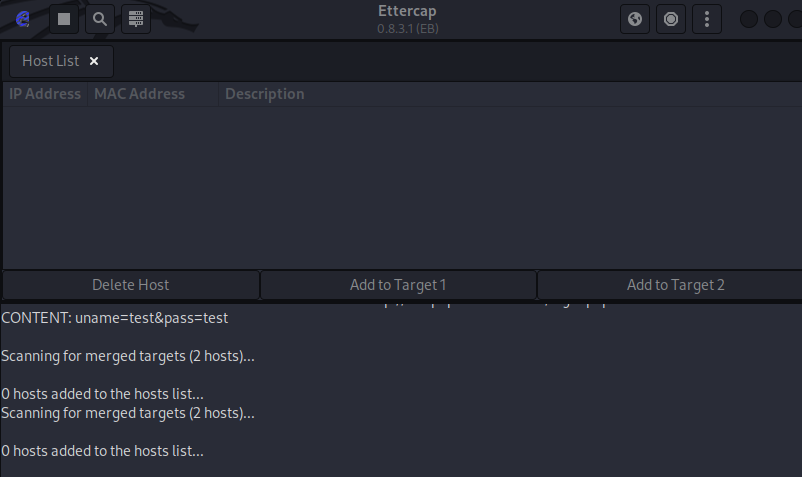 Ettercap
0.8.3.1 (EB)
Host List
IP Address MAC Address Description
Delete Host Add to Target 1 Add to Target 2
CONTENT: uname=test&pass=test
Scanning for merged targets (2 hosts)...
0 hosts added to the hosts list...
Scanning for merged targets (2 hosts)...
0 hosts added to the hosts list...